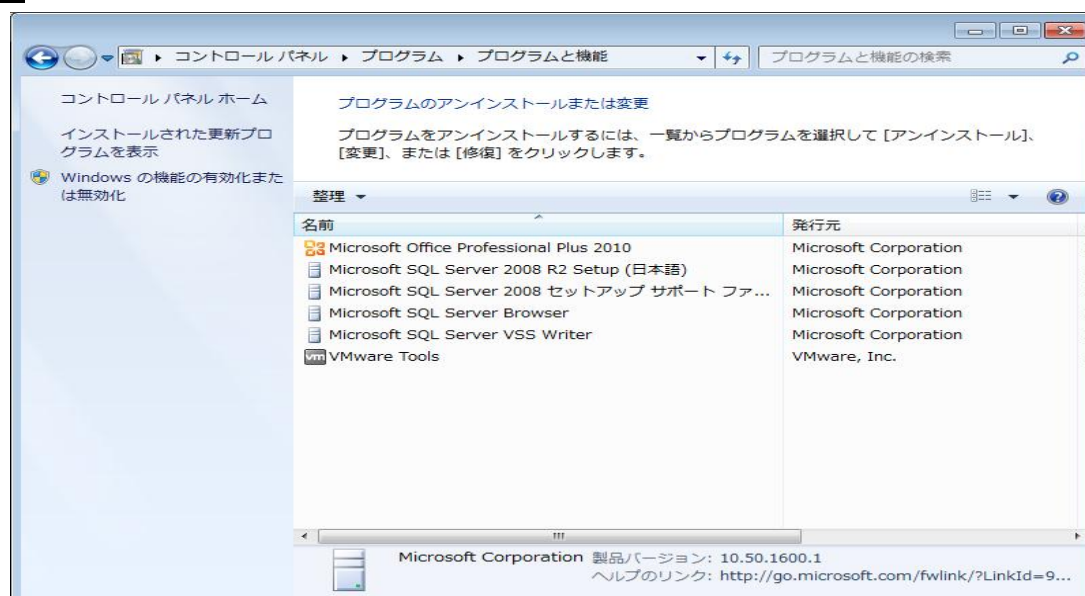 コントロール パネル ▸ プログラム ▸ プログラムと機能
プログラムと機能の検索
コントロール パネル ホーム
インストールされた更新プロ
グラムを表示
Windows の機能の有効化また
は無効化
プログラムのアンインストールまたは変更
プログラムをアンインストールするには、一覧からプログラムを選択して [アンインストール]、
[変更]、または [修復] をクリックします。
整理
名前 発行元
Microsoft Office Professional Plus 2010 Microsoft Corporation
Microsoft SQL Server 2008 R2 Setup (日本語) Microsoft Corporation
Microsoft SQL Server 2008 セットアップ サポート ファ... Microsoft Corporation
Microsoft SQL Server Browser Microsoft Corporation
Microsoft SQL Server VSS Writer Microsoft Corporation
vm VMware Tools VMware, Inc.
Microsoft Corporation 製品バージョン: 10.50.1600.1
ヘルプのリンク: http://go.microsoft.com/fwlink/?LinkId=9...